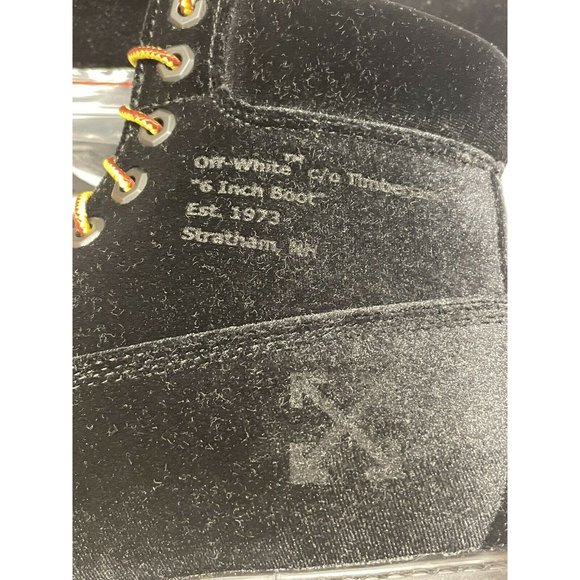 Off-White™ c/o Timberland
"6 Inch Boot"
Est. 1973
Stratham, NH